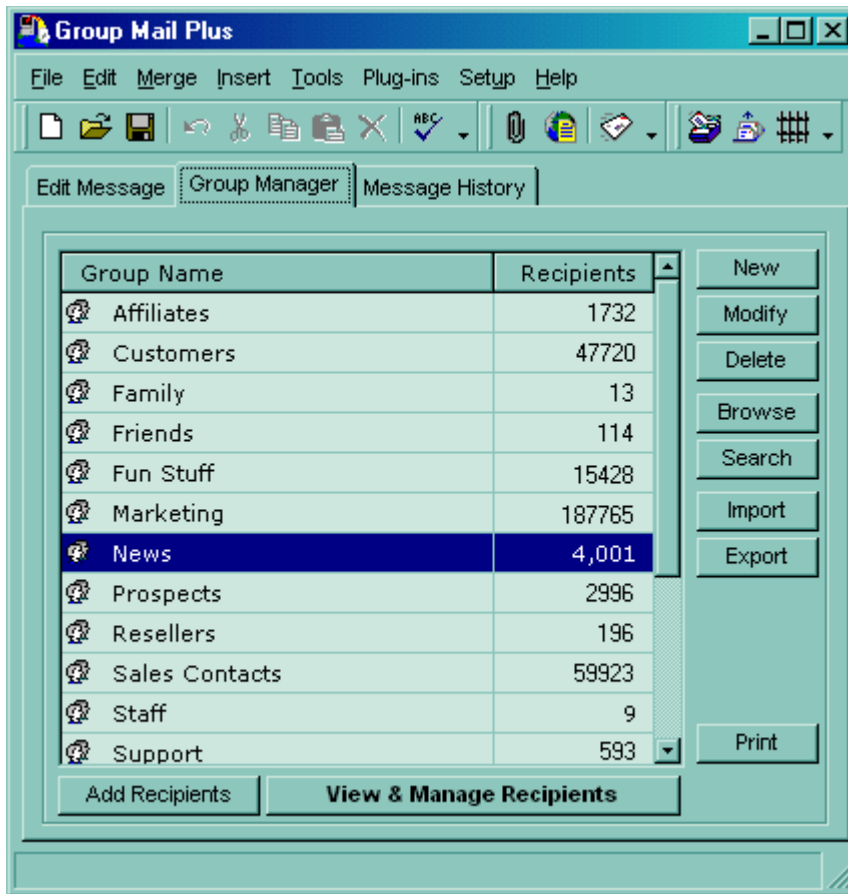 Group Mail Plus
File Edit Merge Insert Tools Plug-ins Setup Help
ABC
Edit Message Group Manager Message History
Group Name Recipients New
Affiliates 1732 Modify
Customers 47720 Delete
Family 13
Friends 114 Browse
Fun Stuff 15428 Search
Marketing 187765 Import
News 4,001 Export
Prospects 2996
Resellers 196
Sales Contacts 59923
Staff 9
Support 593 Print
Add Recipients View & Manage Recipients